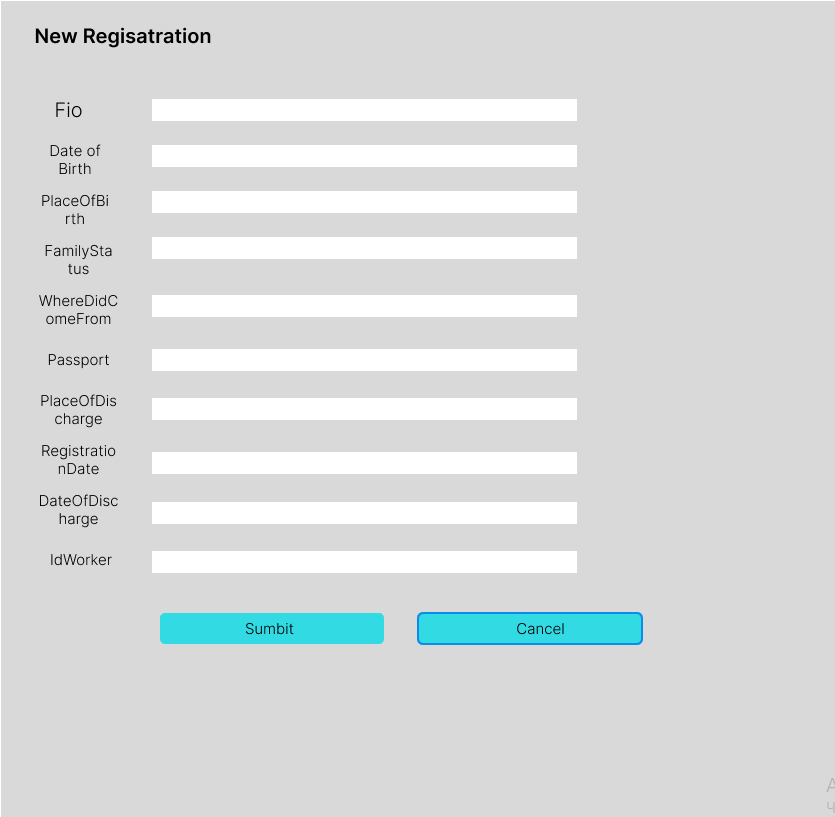 New Regisatration
Fio
Date of
Birth
PlaceOfBi
rth
FamilySta
tus
WhereDidC
omeFrom
Passport
PlaceOfDis
charge
Registratio
nDate
DateOfDisc
harge
IdWorker
Sumbit
Cancel